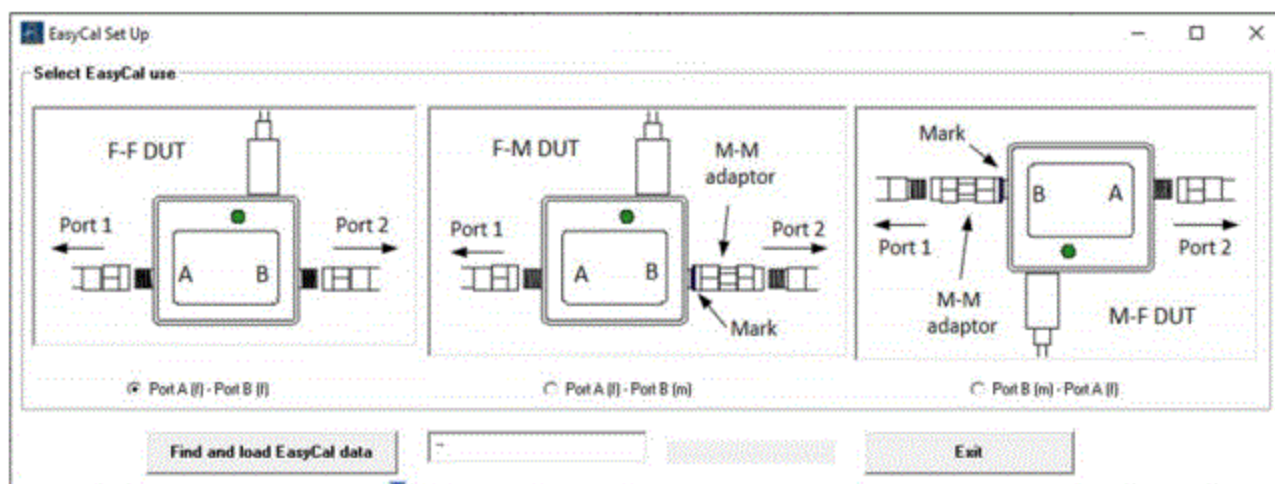 EasyCal Set Up
Select EasyCal use
F-F DUT
Port 1
Port 2
A
B
Port A (f) - Port B (f)
F-M DUT
M-M
adaptor
Port 1
Port 2
A
B
Mark
Port A (f) - Port B (m)
Mark
B
A
Port 1
Port 2
M-M
adaptor
M-F DUT
Port B (m) - Port A (f)
Find and load EasyCal data
--
Exit